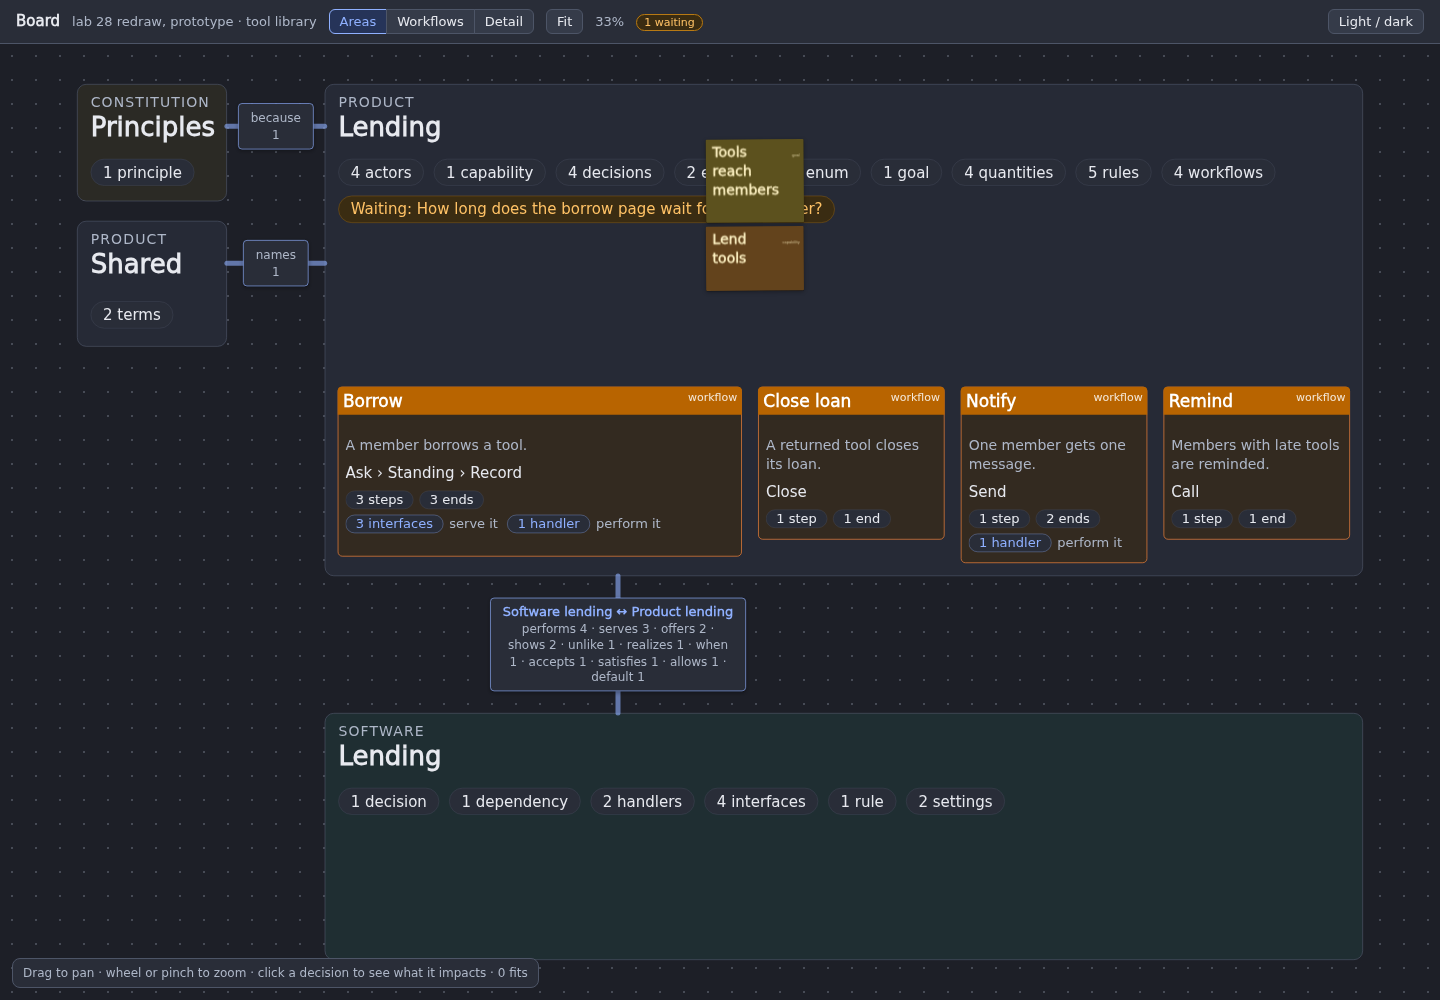 Board lab 28 redraw, prototype · tool library Areas Workflows Detail Fit 33% 1 waiting Light / dark
CONSTITUTION
Principles
1 principle
because
1
PRODUCT
Shared
2 terms
names
1
PRODUCT
Lending
4 actors 1 capability 4 decisions 2 enum 1 goal 4 quantities 5 rules 4 workflows
Waiting: How long does the borrow page wait
Tools
reach
members
Lend
tools
capability
Borrow workflow
A member borrows a tool.
Ask › Standing › Record
3 steps 3 ends
3 interfaces serve it 1 handler perform it
Close loan workflow
A returned tool closes
its loan.
Close
1 step 1 end
Notify workflow
One member gets one
message.
Send
1 step 2 ends
1 handler perform it
Remind workflow
Members with late tools
are reminded.
Call
1 step 1 end
Software lending ↔ Product lending
performs 4 · serves 3 · offers 2 ·
shows 2 · unlike 1 · realizes 1 · when
1 · accepts 1 · satisfies 1 · allows 1 ·
default 1
SOFTWARE
Lending
1 decision 1 dependency 2 handlers 4 interfaces 1 rule 2 settings
Drag to pan · wheel or pinch to zoom · click a decision to see what it impacts · 0 fits